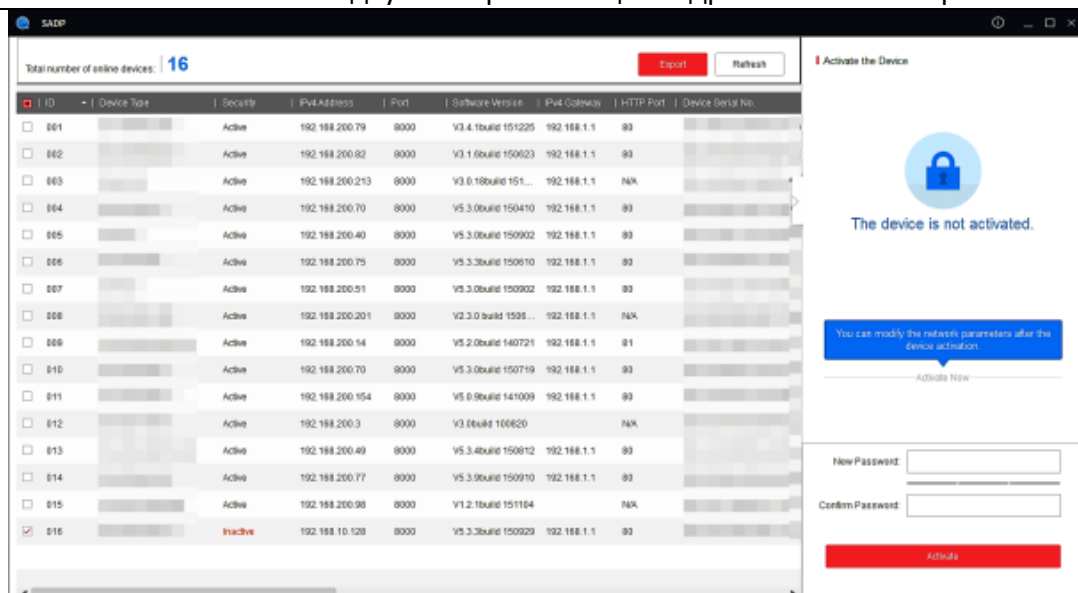 SADP
Total number of online devices: 16
Export
Refresh
ID Device Type Security IPv4 Address Port Software Version IPv4 Gateway HTTP Port Device Serial No.
001 Active 192.168.200.79 8000 V3.4.1build 151225 192.168.1.1 80
002 Active 192.168.200.82 8000 V3.1.6build 150623 192.168.1.1 80
003 Active 192.168.200.213 8000 V3.0.18build 151... 192.168.1.1 N/A
004 Active 192.168.200.70 8000 V5.3.0build 150410 192.168.1.1 80
005 Active 192.168.200.40 8000 V5.3.0build 150902 192.168.1.1 80
006 Active 192.168.200.75 8000 V5.3.3build 150610 192.168.1.1 80
007 Active 192.168.200.51 8000 V5.3.0build 150902 192.168.1.1 80
008 Active 192.168.200.201 8000 V2.3.0 build 1506... 192.168.1.1 N/A
009 Active 192.168.200.14 8000 V5.2.0build 140721 192.168.1.1 81
010 Active 192.168.200.70 8000 V5.3.0build 150719 192.168.1.1 80
011 Active 192.168.200.154 8000 V5.0.9build 141009 192.168.1.1 80
012 Active 192.168.200.3 8000 V3.0build 100820 N/A
013 Active 192.168.200.49 8000 V5.3.4build 150812 192.168.1.1 80
014 Active 192.168.200.77 8000 V5.3.9build 150910 192.168.1.1 80
015 Active 192.168.200.98 8000 V1.2.1build 151104 N/A
016 Inactive 192.168.10.128 8000 V5.3.3build 150929 192.168.1.1 80
Activate the Device
The device is not activated.
You can modify the network parameters after the
device activation.
Activate Now
New Password:
Confirm Password:
Activate